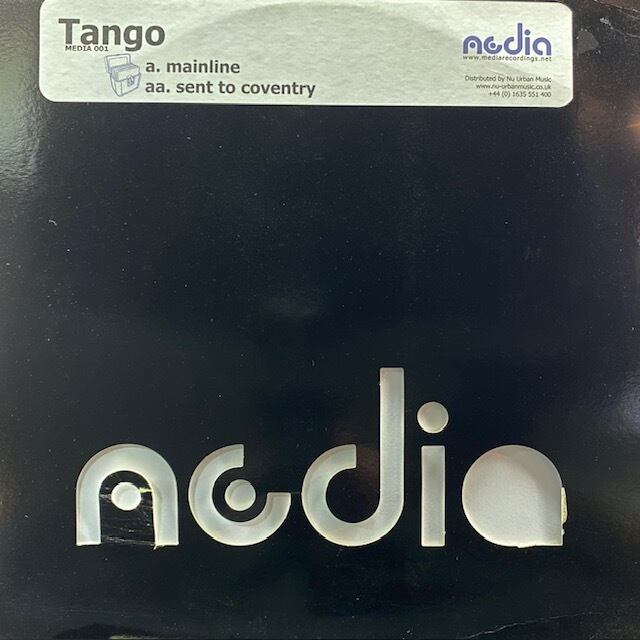 Tango
MEDIA 001
a. mainline
aa. sent to coventry
media
www.mediarecordings.net
Distributed by Nu Urban Music
www.nu-urbanmusic.co.uk
+44 (0) 1635 551 400
media